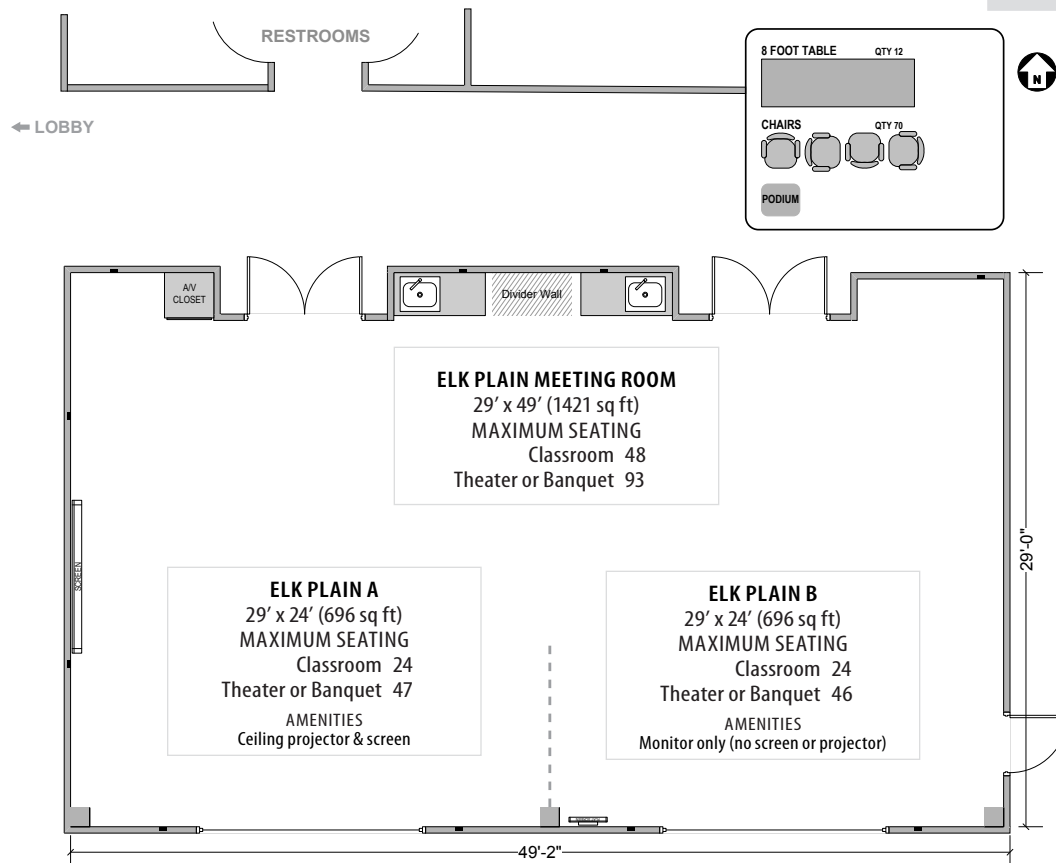 RESTROOMS
LOBBY
8 FOOT TABLE QTY 12
CHAIRS QTY 70
PODIUM
N
A/V
CLOSET
Divider Wall
ELK PLAIN MEETING ROOM
29’ x 49’ (1421 sq ft)
MAXIMUM SEATING
Classroom 48
Theater or Banquet 93
SCREEN
29'-0"
ELK PLAIN A
29’ x 24’ (696 sq ft)
MAXIMUM SEATING
Classroom 24
Theater or Banquet 47
AMENITIES
Ceiling projector & screen
ELK PLAIN B
29’ x 24’ (696 sq ft)
MAXIMUM SEATING
Classroom 24
Theater or Banquet 46
AMENITIES
Monitor only (no screen or projector)
49'-2"